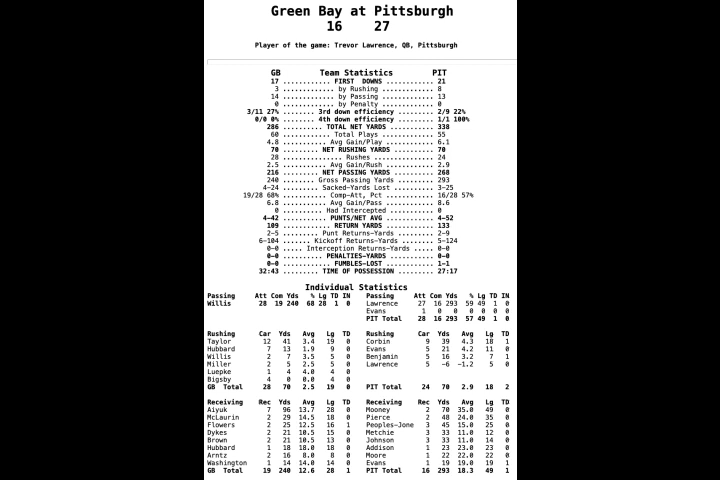 Green Bay at Pittsburgh
16 27
Player of the game: Trevor Lawrence, QB, Pittsburgh
GB Team Statistics PIT
17 ............ FIRST DOWNS ............ 21
3 ............ by Rushing ............ 8
14 ............ by Passing ............ 13
0 ............ by Penalty ............ 0
3/11 27% ........ 3rd down efficiency ........ 2/9 22%
0/0 0% ........ 4th down efficiency ........ 1/1 100%
286 .......... TOTAL NET YARDS .......... 338
60 ............ Total Plays ............ 55
4.8 ........... Avg Gain/Play ........... 6.1
70 ......... NET RUSHING YARDS ......... 70
28 .............. Rushes .............. 24
2.5 ........... Avg Gain/Rush ........... 2.9
216 ......... NET PASSING YARDS ......... 268
240 ........ Gross Passing Yards ........ 293
4-24 ........ Sacked-Yards Lost ........ 3-25
19/28 68% .......... Comp-Att, Pct .......... 16/28 57%
6.8 ........... Avg Gain/Pass ........... 8.6
0 .......... Had Intercepted .......... 0
4-42 ........... PUNTS/NET AVG ........... 4-52
109 ............ RETURN YARDS ............ 133
2-5 ........ Punt Returns-Yards ........ 2-9
6-104 ....... Kickoff Returns-Yards ....... 5-124
0-0 ..... Interception Returns-Yards .... 0-0
0-0 .......... PENALTIES-YARDS .......... 0-0
0-0 ............ FUMBLES-LOST ............ 1-1
32:43 ......... TIME OF POSSESSION ......... 27:17
Individual Statistics
Passing Att Com Yds % Lg TD IN Passing Att Com Yds % Lg TD IN
Willis 28 19 240 68 28 1 0 Lawrence 27 16 293 59 49 1 0
Evans 1 0 0 0 0 0 0
PIT Total 28 16 293 57 49 1 0
Rushing Car Yds Avg Lg TD Rushing Car Yds Avg Lg TD
Taylor 12 41 3.4 19 0 Corbin 9 39 4.3 18 1
Hubbard 7 13 1.9 9 0 Evans 5 21 4.2 11 0
Willis 2 7 3.5 5 0 Benjamin 5 16 3.2 7 1
Miller 2 5 2.5 5 0 Lawrence 5 -6 -1.2 5 0
Luepke 1 4 4.0 4 0
Bigsby 4 0 0.0 4 0
GB Total 28 70 2.5 19 0 PIT Total 24 70 2.9 18 2
Receiving Rec Yds Avg Lg TD Receiving Rec Yds Avg Lg TD
Aiyuk 7 96 13.7 28 0 Mooney 2 70 35.0 49 0
McLaurin 2 29 14.5 18 0 Pierce 2 48 24.0 35 0
Flowers 2 25 12.5 16 1 Peoples-Jone 3 45 15.0 25 0
Dykes 2 21 10.5 15 0 Metchie 3 33 11.0 12 0
Brown 2 21 10.5 13 0 Johnson 3 33 11.0 14 0
Hubbard 1 18 18.0 18 0 Addison 1 23 23.0 23 0
Arntz 2 16 8.0 8 0 Moore 1 22 22.0 22 0
Washington 1 14 14.0 14 0 Evans 1 19 19.0 19 1
GB Total 19 240 12.6 28 1 PIT Total 16 293 18.3 49 1